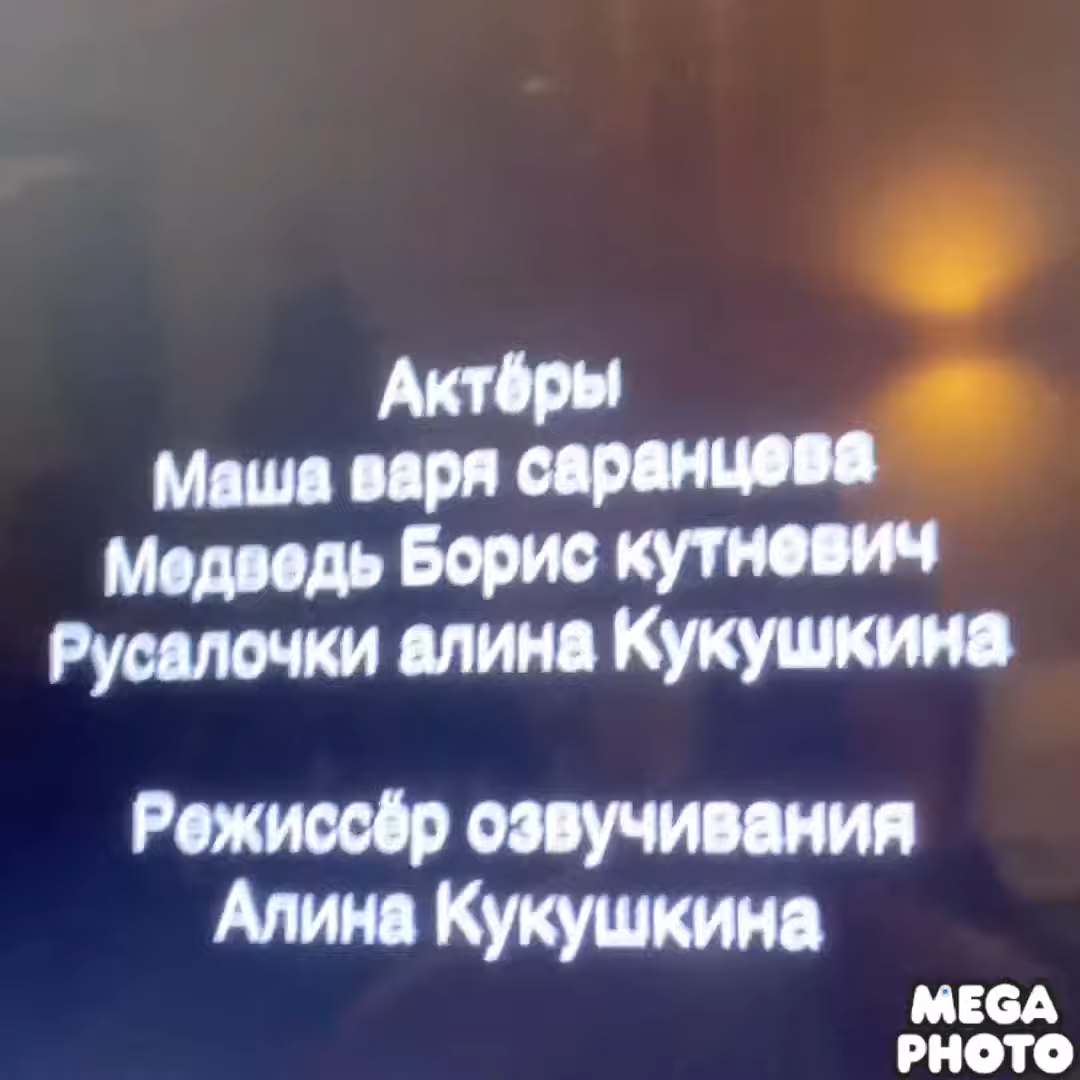 Актёры
Маша варя саранцева
Медведь Борис кутневич
Русалочки алина Кукушкина
Режиссёр озвучивания
Алина Кукушкина
MEGA
PHOTO